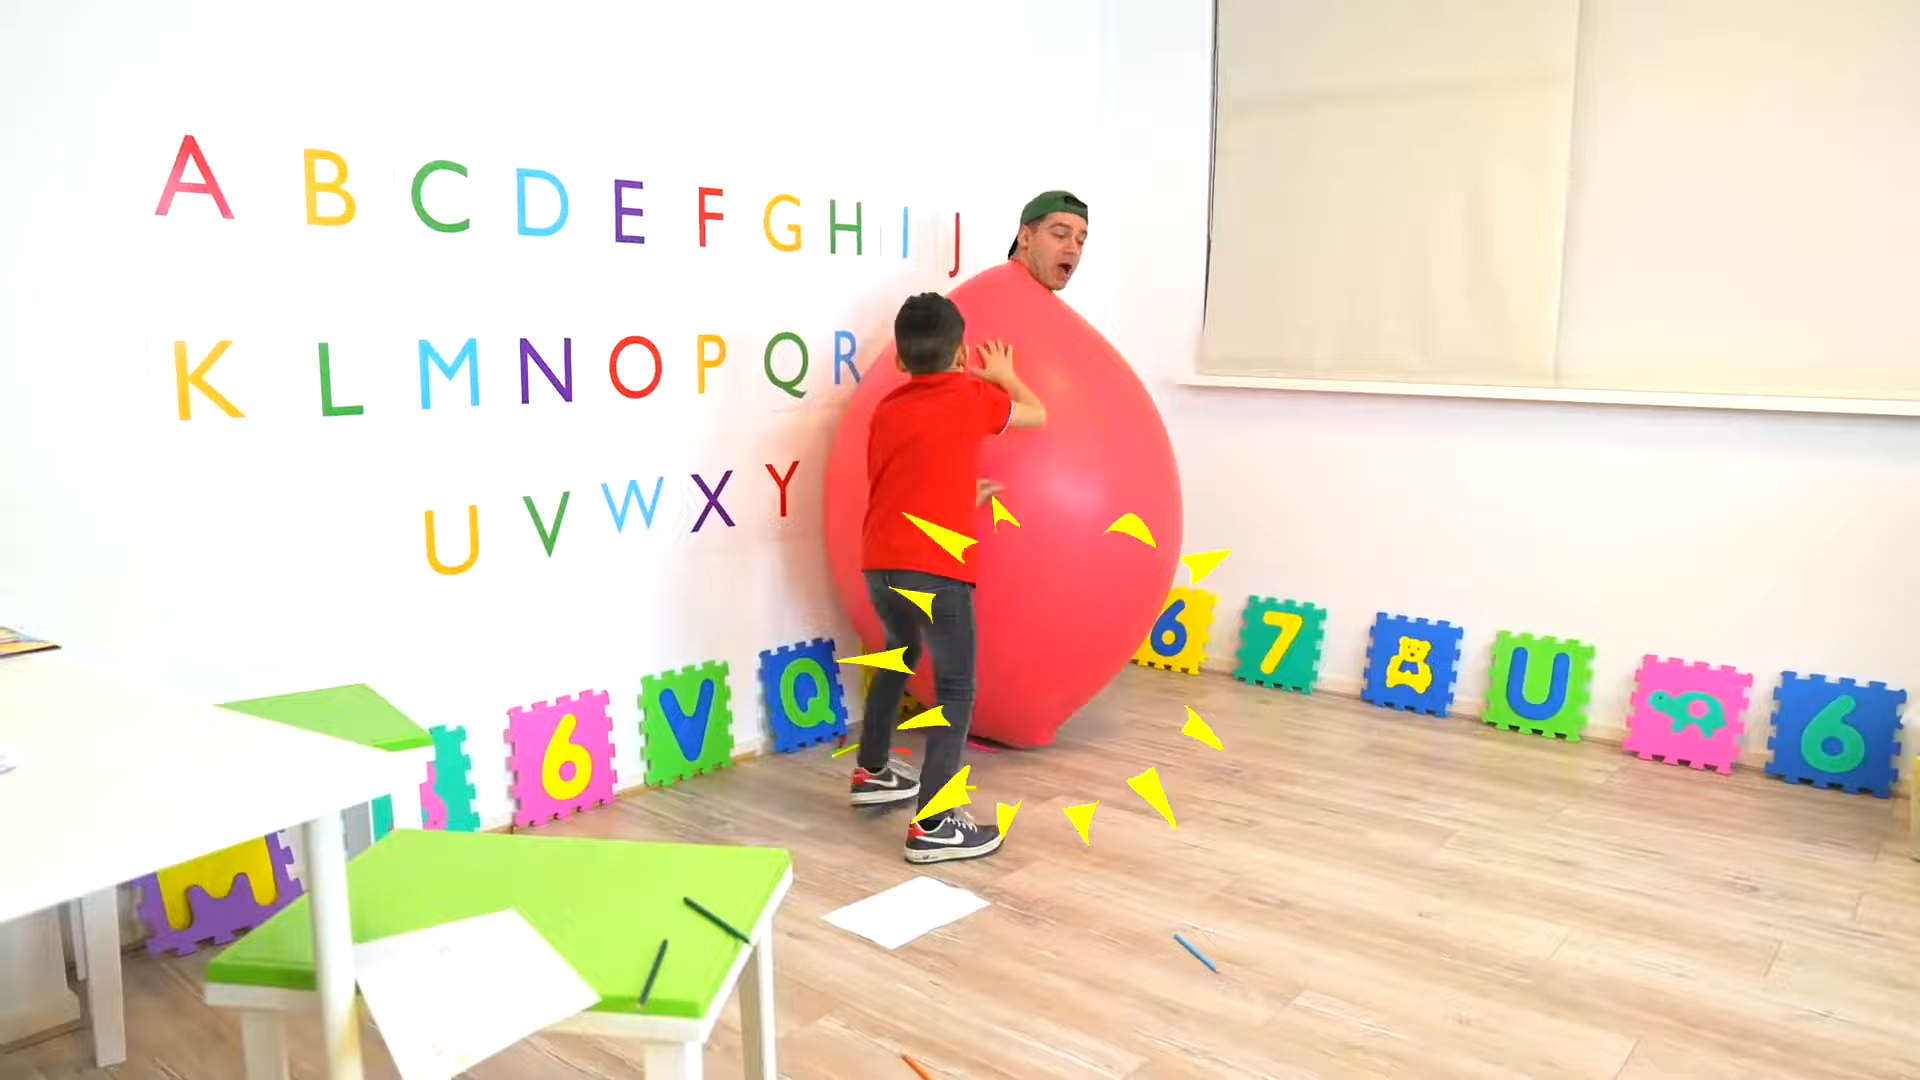 A B C D E F G H I J
K L M N O P Q R
U V W X Y
6 V Q 6 7 U 6